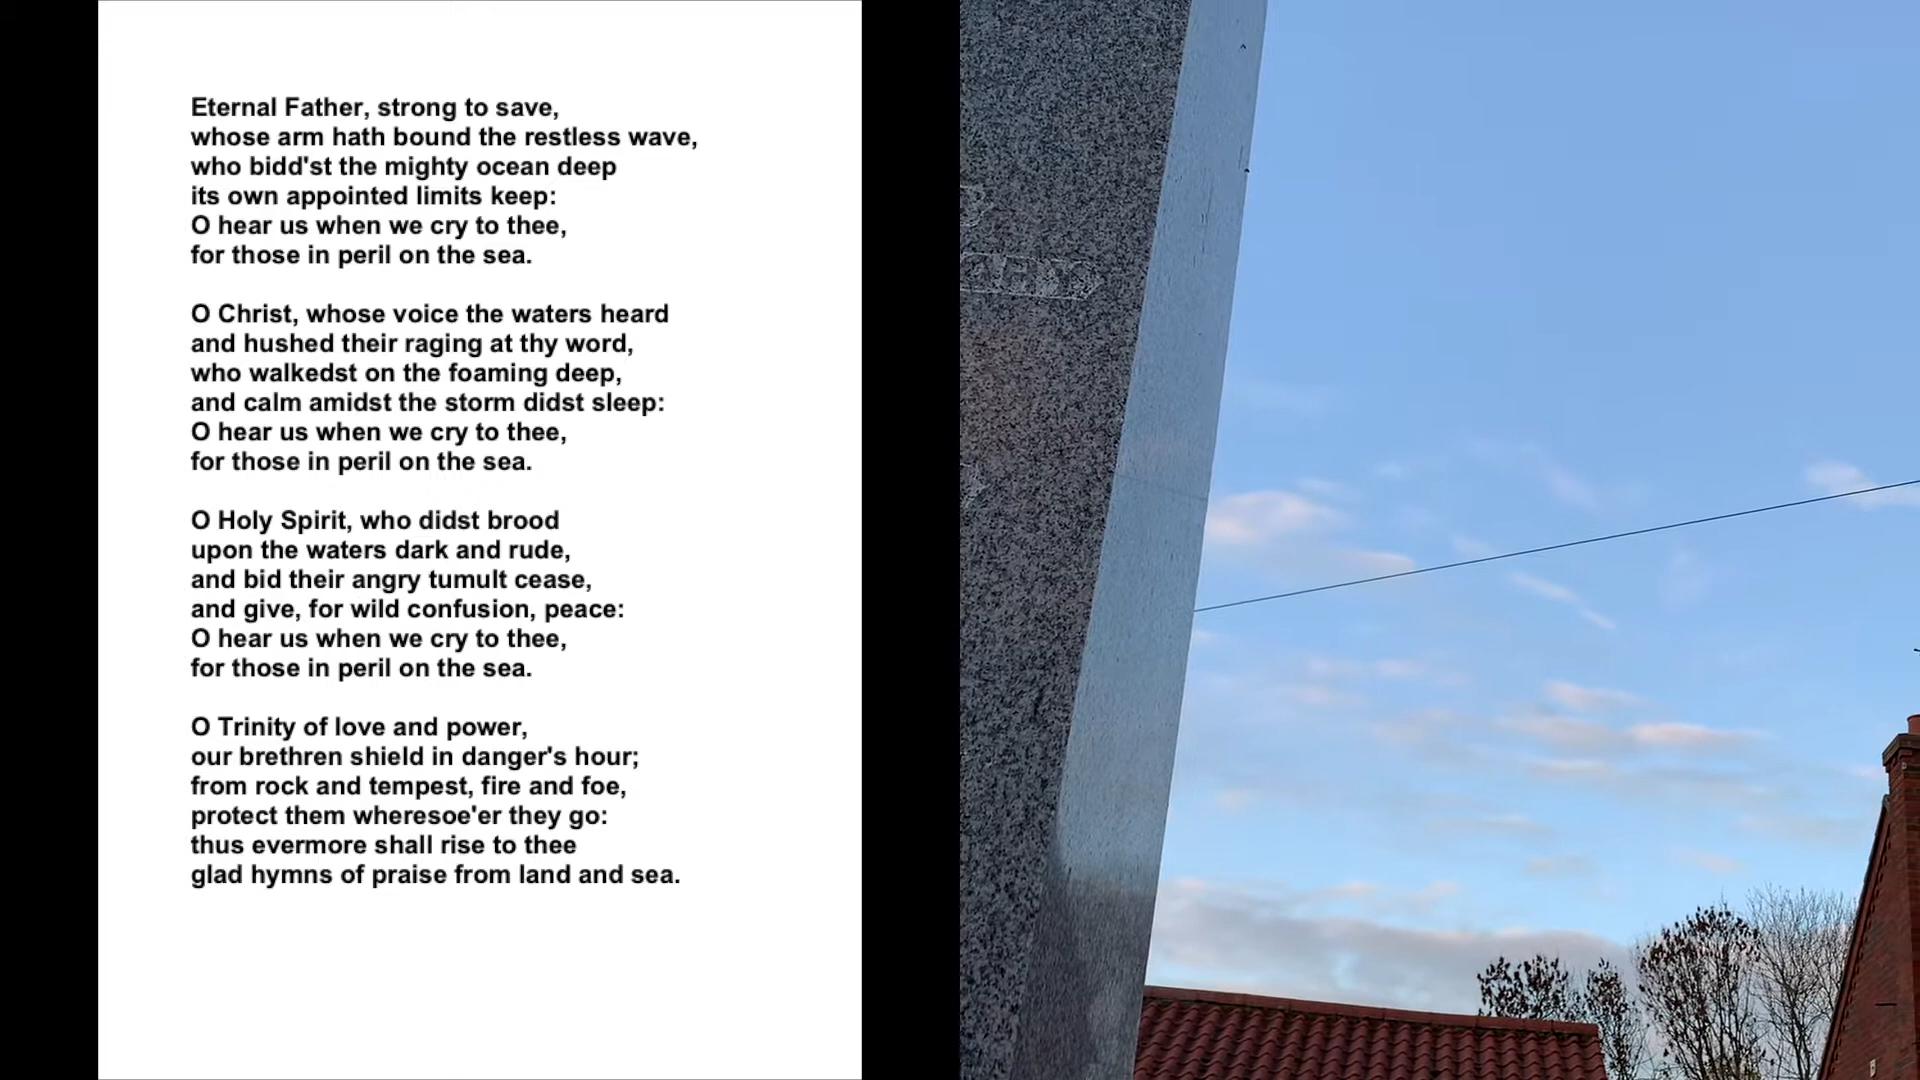 Eternal Father, strong to save,
whose arm hath bound the restless wave,
who bidd'st the mighty ocean deep
its own appointed limits keep:
O hear us when we cry to thee,
for those in peril on the sea.
O Christ, whose voice the waters heard
and hushed their raging at thy word,
who walkedst on the foaming deep,
and calm amidst the storm didst sleep:
O hear us when we cry to thee,
for those in peril on the sea.
O Holy Spirit, who didst brood
upon the waters dark and rude,
and bid their angry tumult cease,
and give, for wild confusion, peace:
O hear us when we cry to thee,
for those in peril on the sea.
O Trinity of love and power,
our brethren shield in danger's hour;
from rock and tempest, fire and foe,
protect them wheresoe'er they go:
thus evermore shall rise to thee
glad hymns of praise from land and sea.